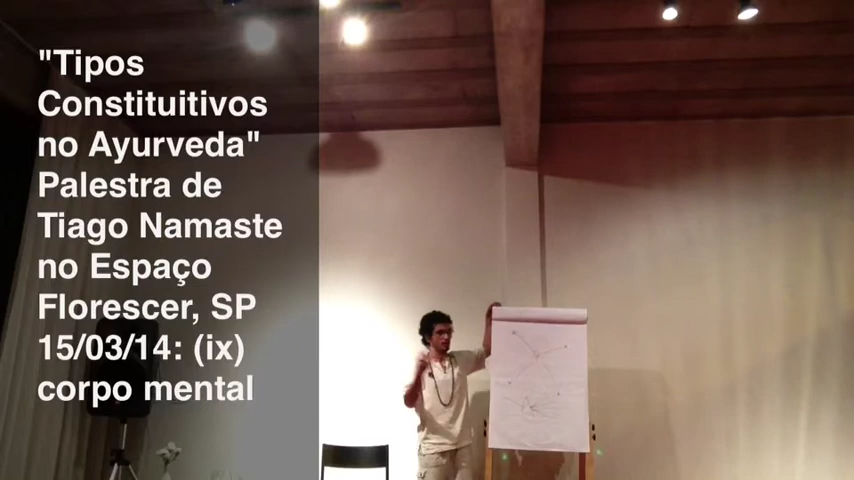 "Tipos
Constituitivos
no Ayurveda"
Palestra de
Tiago Namaste
no Espaço
Florescer, SP
15/03/14: (ix)
corpo mental